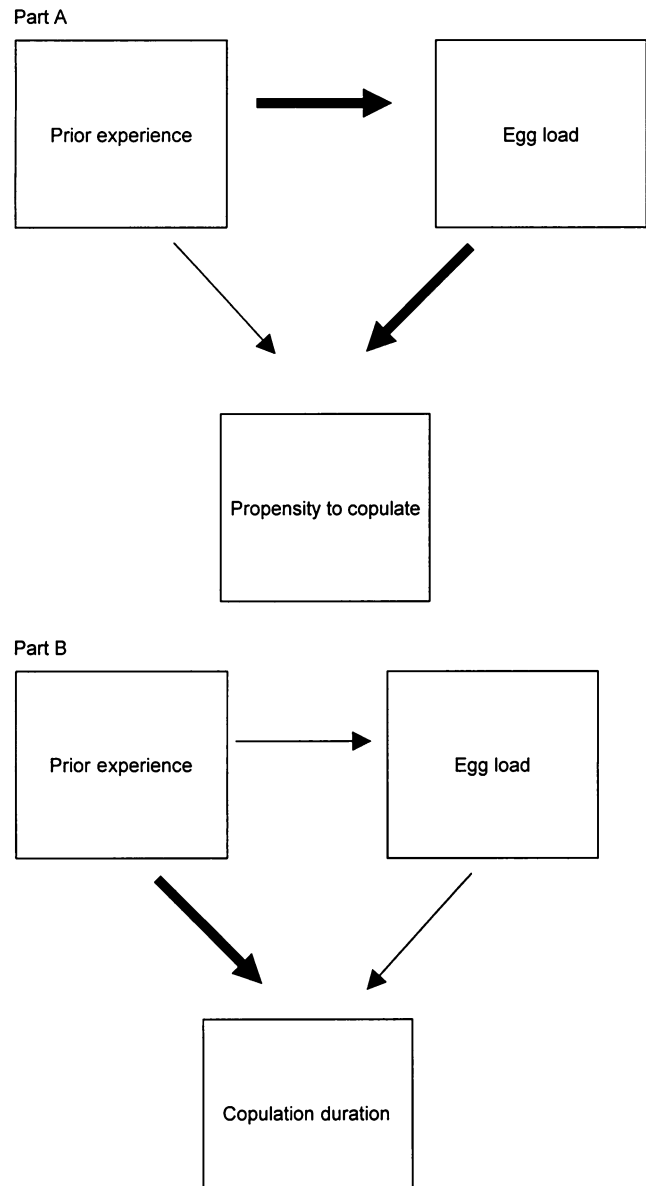 Part A
Prior experience
Egg load
Propensity to copulate
Part B
Prior experience
Egg load
Copulation duration